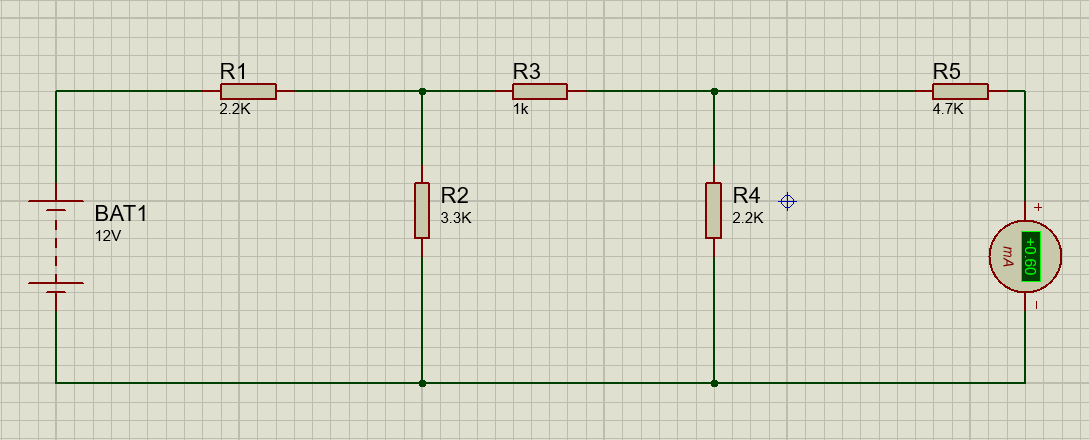 R1
2.2K
R3
1k
R5
4.7K
BAT1
12V
R2
3.3K
R4
2.2K
+
+0.60
mA
-